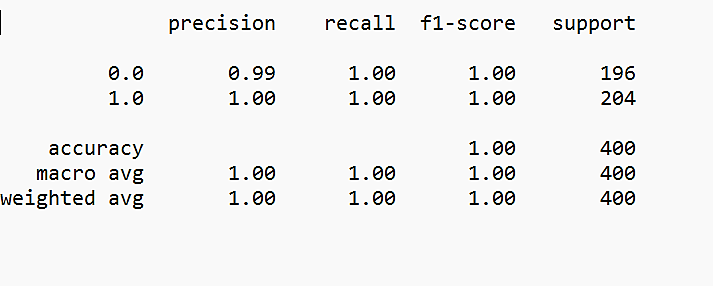 precision recall f1-score support
0.0 0.99 1.00 1.00 196
1.0 1.00 1.00 1.00 204
accuracy 1.00 400
macro avg 1.00 1.00 1.00 400
weighted avg 1.00 1.00 1.00 400